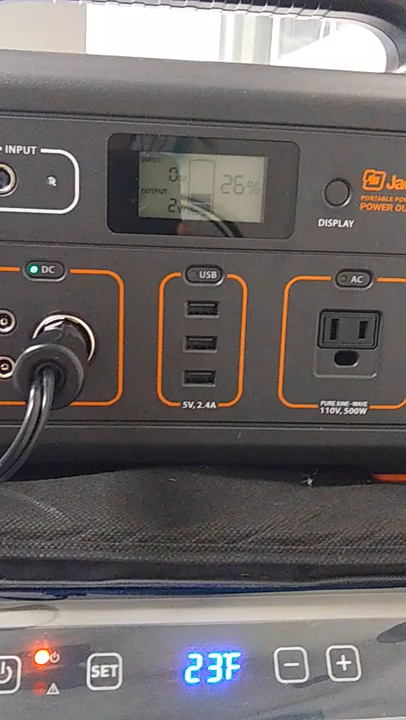 INPUT
INPUT
0W
26%
OUTPUT
2W
Ja
PORTABLE PO
POWER OU
DISPLAY
DC
USB
AC
5V, 2.4A
PURE SINE-WAVE
110V, 500W
SET
23F
−
+